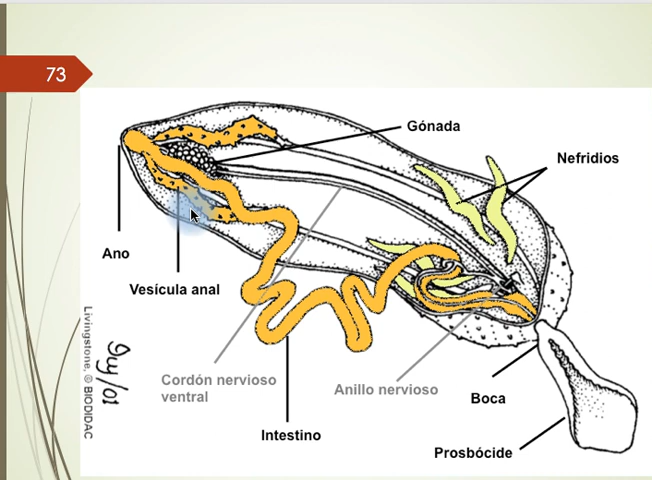 73
Gónada
Nefridios
Ano
Vesícula anal
Cordón nervioso
ventral
Anillo nervioso
Boca
Intestino
Prosbócide
Livingstone, © BIODIDAC